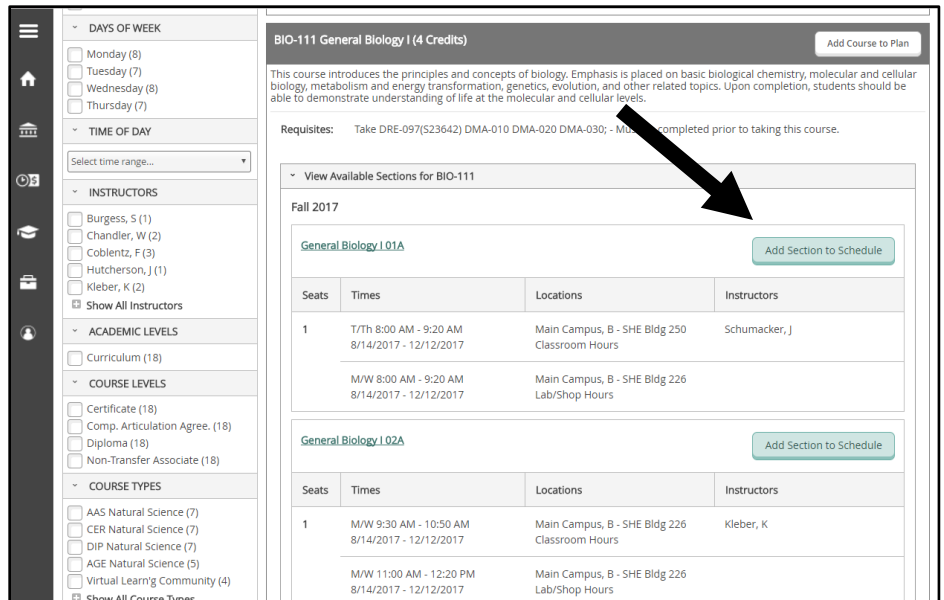 DAYS OF WEEK
Monday (8)
Tuesday (7)
Wednesday (8)
Thursday (7)
TIME OF DAY
Select time range...
INSTRUCTORS
Burgess, S (1)
Chandler, W (2)
Coblentz, F (3)
Hutcherson, J (1)
Kleber, K (2)
Show All Instructors
ACADEMIC LEVELS
Curriculum (18)
COURSE LEVELS
Certificate (18)
Comp. Articulation Agree. (18)
Diploma (18)
Non-Transfer Associate (18)
COURSE TYPES
AAS Natural Science (7)
CER Natural Science (7)
DIP Natural Science (7)
AGE Natural Science (5)
Virtual Learn'g Community (4)
Show All Course Types
BIO-111 General Biology I (4 Credits)
Add Course to Plan
This course introduces the principles and concepts of biology. Emphasis is placed on basic biological chemistry, molecular and cellular
biology, metabolism and energy transformation, genetics, evolution, and other related topics. Upon completion, students should be
able to demonstrate understanding of life at the molecular and cellular levels.
Requisites: Take DRE-097(S23642) DMA-010 DMA-020 DMA-030; - completed prior to taking this course.
View Available Sections for BIO-111
Fall 2017
General Biology I 01A
Add Section to Schedule
Seats Times Locations Instructors
1 T/Th 8:00 AM - 9:20 AM Main Campus, B - SHE Bldg 250 Schumacker, J
8/14/2017 - 12/12/2017 Classroom Hours
M/W 8:00 AM - 9:20 AM Main Campus, B - SHE Bldg 226
8/14/2017 - 12/12/2017 Lab/Shop Hours
General Biology I 02A
Add Section to Schedule
Seats Times Locations Instructors
1 M/W 9:30 AM - 10:50 AM Main Campus, B - SHE Bldg 226 Kleber, K
8/14/2017 - 12/12/2017 Classroom Hours
M/W 11:00 AM - 12:20 PM Main Campus, B - SHE Bldg 226
8/14/2017 - 12/12/2017 Lab/Shop Hours